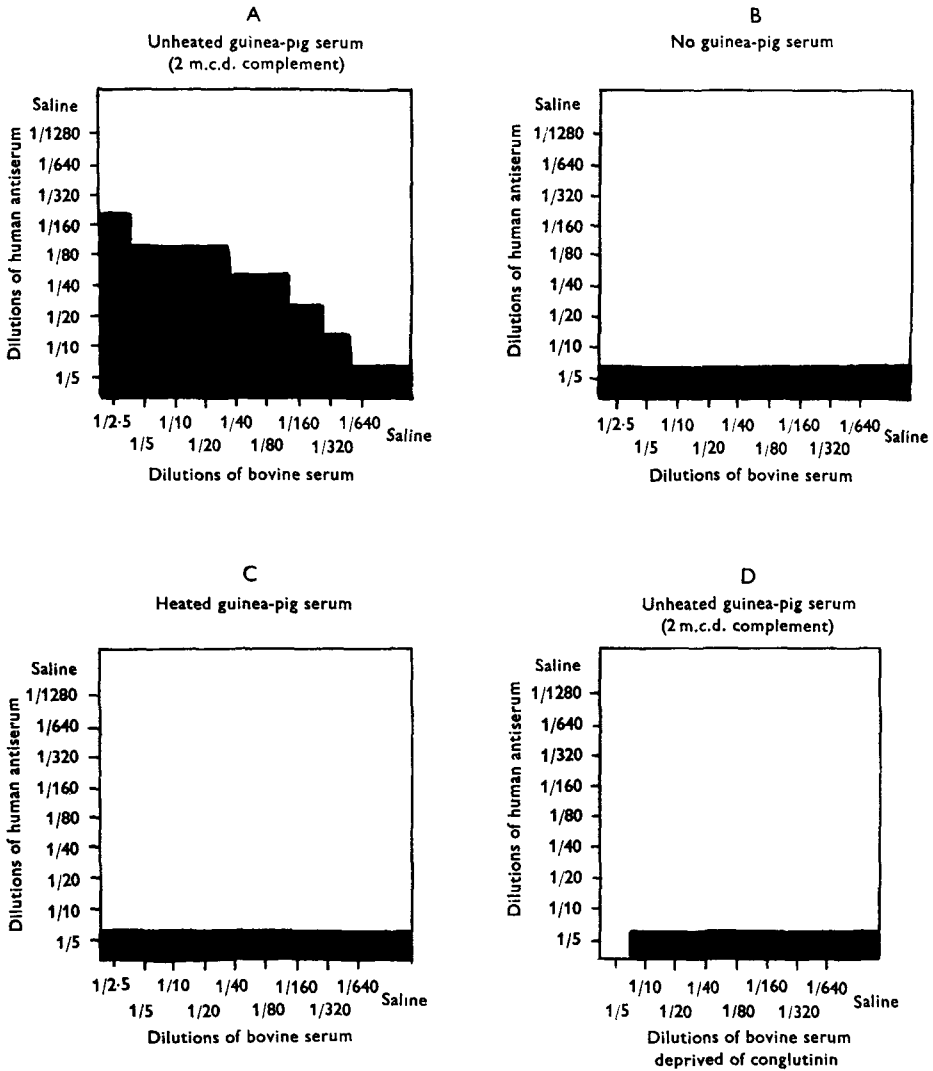 A
Unheated guinea-pig serum
(2 m.c.d. complement)
Dilutions of human antiserum
Saline
1/1280
1/640
1/320
1/160
1/80
1/40
1/20
1/10
1/5
1/2·5 1/10 1/40 1/160 1/640
1/5 1/20 1/80 1/320 Saline
Dilutions of bovine serum
B
No guinea-pig serum
Dilutions of human antiserum
Saline
1/1280
1/640
1/320
1/160
1/80
1/40
1/20
1/10
1/5
1/2·5 1/10 1/40 1/160 1/640
1/5 1/20 1/80 1/320 Saline
Dilutions of bovine serum
C
Heated guinea-pig serum
Dilutions of human antiserum
Saline
1/1280
1/640
1/320
1/160
1/80
1/40
1/20
1/10
1/5
1/2·5 1/10 1/40 1/160 1/640
1/5 1/20 1/80 1/320 Saline
Dilutions of bovine serum
D
Unheated guinea-pig serum
(2 m.c.d. complement)
Dilutions of human antiserum
Saline
1/1280
1/640
1/320
1/160
1/80
1/40
1/20
1/10
1/5
1/10 1/40 1/160 1/640
1/5 1/20 1/80 1/320 Saline
Dilutions of bovine serum
deprived of conglutinin